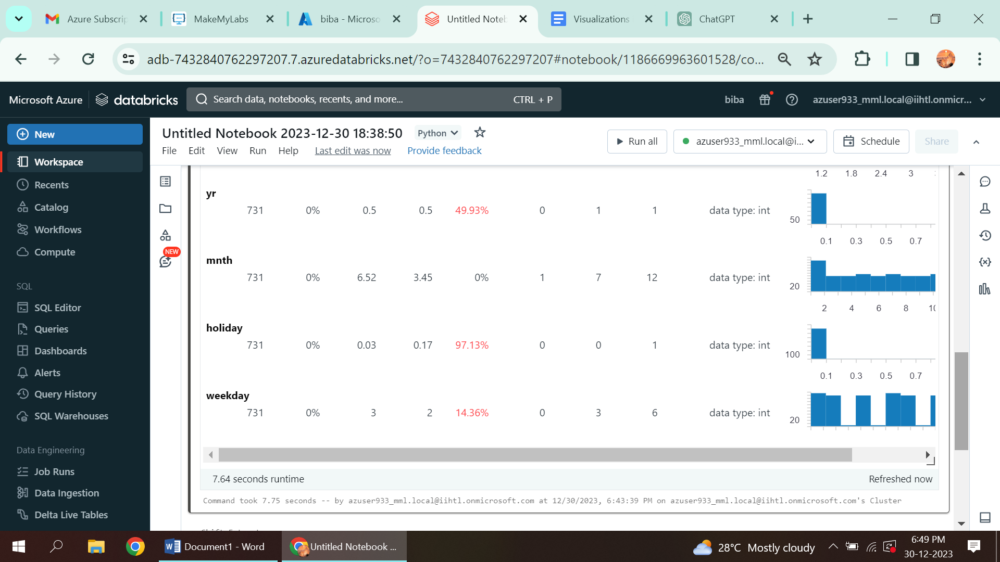 Azure Subscrip
MakeMyLabs
biba - Microso
Untitled Noteb
Visualizations
ChatGPT
adb-7432840762297207.7.azuredatabricks.net/?o=7432840762297207#notebook/1186669963601528/co...
Microsoft Azure
databricks
Search data, notebooks, recents, and more...
CTRL + P
biba
azuser933_mml.local@iihtl.onmicr...
New
Workspace
Recents
Catalog
Workflows
Compute
SQL
SQL Editor
Queries
Dashboards
Alerts
Query History
SQL Warehouses
Data Engineering
Job Runs
Data Ingestion
Delta Live Tables
Untitled Notebook 2023-12-30 18:38:50
Python
File Edit View Run Help Last edit was now Provide feedback
Run all
azuser933_mml.local@i...
Schedule
Share
NEW
1.2 1.8 2.4 3
yr
731 0% 0.5 0.5 49.93% 0 1 1 data type: int
50
0.1 0.3 0.5 0.7
mnth
731 0% 6.52 3.45 0% 1 7 12 data type: int
20
2 4 6 8 10
holiday
731 0% 0.03 0.17 97.13% 0 0 1 data type: int
100
0.1 0.3 0.5 0.7
weekday
731 0% 3 2 14.36% 0 3 6 data type: int
20
7.64 seconds runtime
Refreshed now
Command took 7.75 seconds -- by azuser933_mml.local@iihtl.onmicrosoft.com at 12/30/2023, 6:43:39 PM on azuser933_mml.local@iihtl.onmicrosoft.com's Cluster
Document1 - Word
Untitled Notebook ...
28°C Mostly cloudy
6:49 PM
30-12-2023